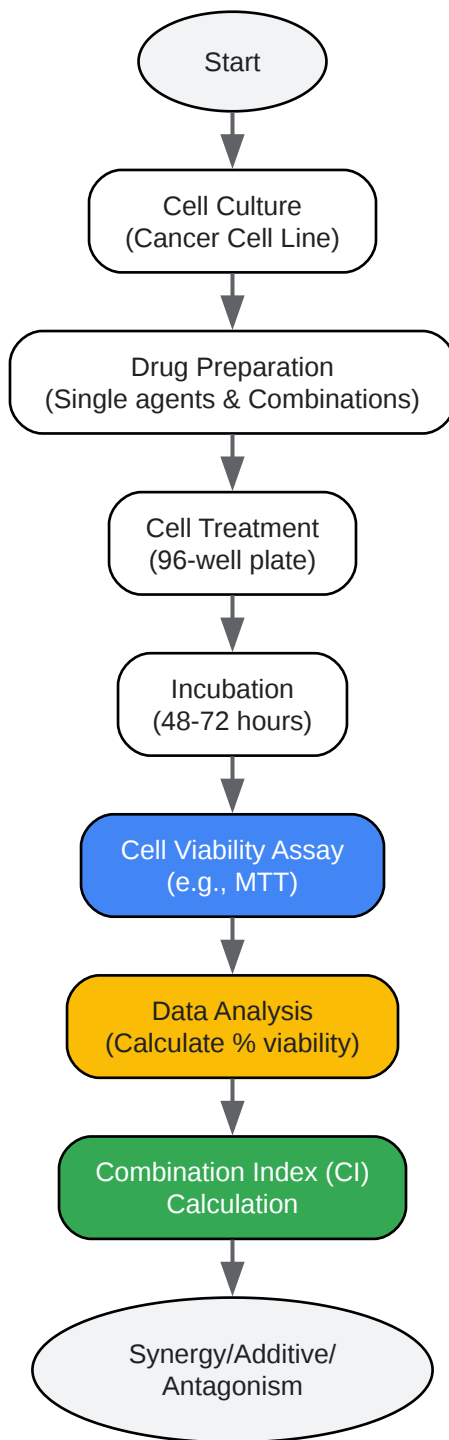 Start
Cell Culture
(Cancer Cell Line)
Drug Preparation
(Single agents & Combinations)
Cell Treatment
(96-well plate)
Incubation
(48-72 hours)
Cell Viability Assay
(e.g., MTT)
Data Analysis
(Calculate % viability)
Combination Index (CI)
Calculation
Synergy/Additive/
Antagonism